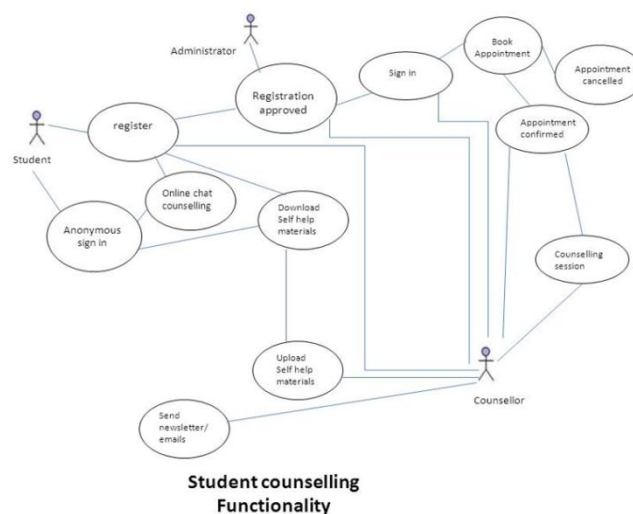 Administrator
Book
Appointment
Sign in
Appointment
cancelled
Registration
approved
register
Appointment
confirmed
Student
Online chat
counselling
Download
Self help
materials
Anonymous
sign in
Counselling
session
Upload
Self help
materials
Counsellor
Send
newsletter/
emails
Student counselling
Functionality